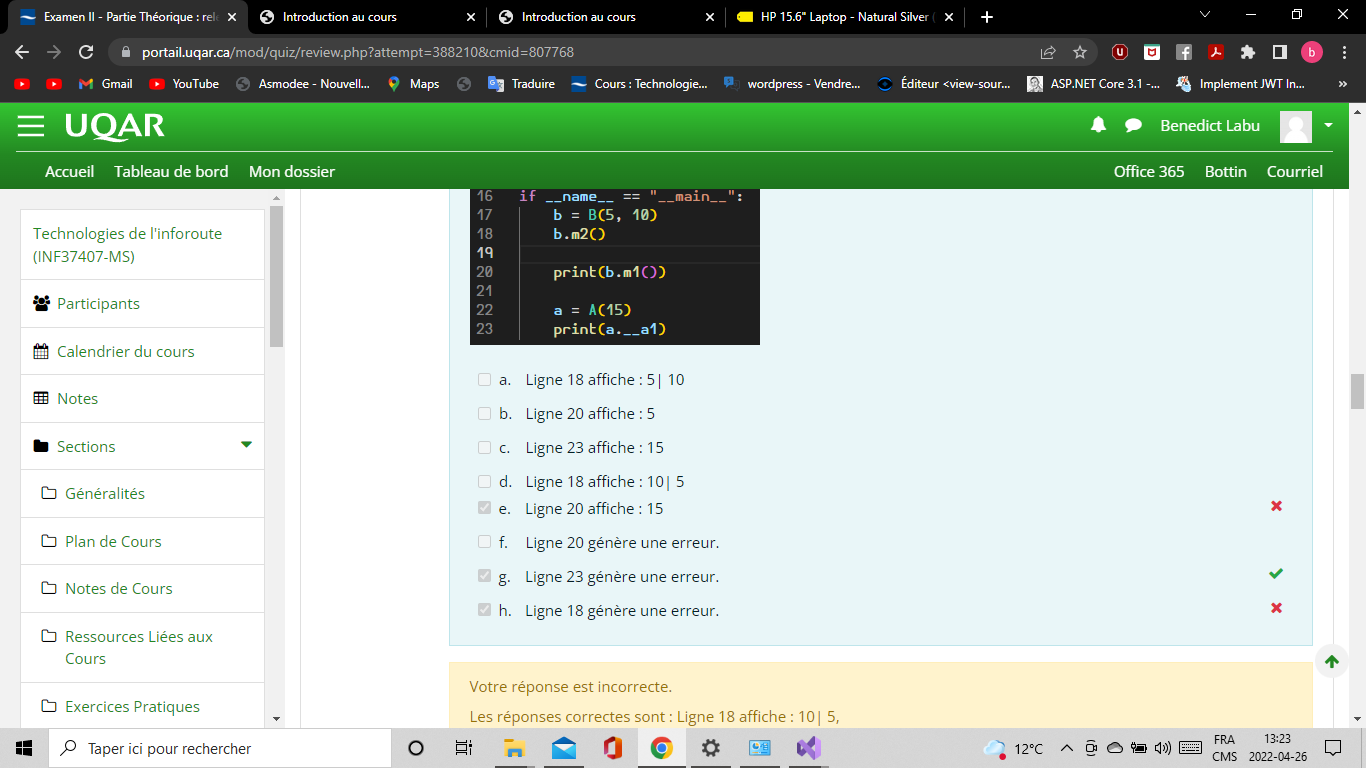 Examen II - Partie Théorique : rel
Introduction au cours
Introduction au cours
HP 15.6" Laptop - Natural Silver (
portail.uqar.ca/mod/quiz/review.php?attempt=388210&cmid=807768
b
Gmail YouTube Asmodee - Nouvell... Maps Traduire Cours : Technologie... wordpress - Vendre... Éditeur <view-sour... ASP.NET Core 3.1 -... Implement JWT In... »
UQAR
Benedict Labu
Accueil Tableau de bord Mon dossier Office 365 Bottin Courriel
Technologies de l'inforoute
(INF37407-MS)
Participants
Calendrier du cours
Notes
Sections
Généralités
Plan de Cours
Notes de Cours
Ressources Liées aux
Cours
Exercices Pratiques
16 if __name__ == "__main__":
17 b = B(5, 10)
18 b.m2()
19
20 print(b.m1())
21
22 a = A(15)
23 print(a.__a1)
a. Ligne 18 affiche : 5| 10
b. Ligne 20 affiche : 5
c. Ligne 23 affiche : 15
d. Ligne 18 affiche : 10| 5
e. Ligne 20 affiche : 15
f. Ligne 20 génère une erreur.
g. Ligne 23 génère une erreur.
h. Ligne 18 génère une erreur.
Votre réponse est incorrecte.
Les réponses correctes sont : Ligne 18 affiche : 10| 5,
Taper ici pour rechercher
12°C
FRA
CMS
13:23
2022-04-26